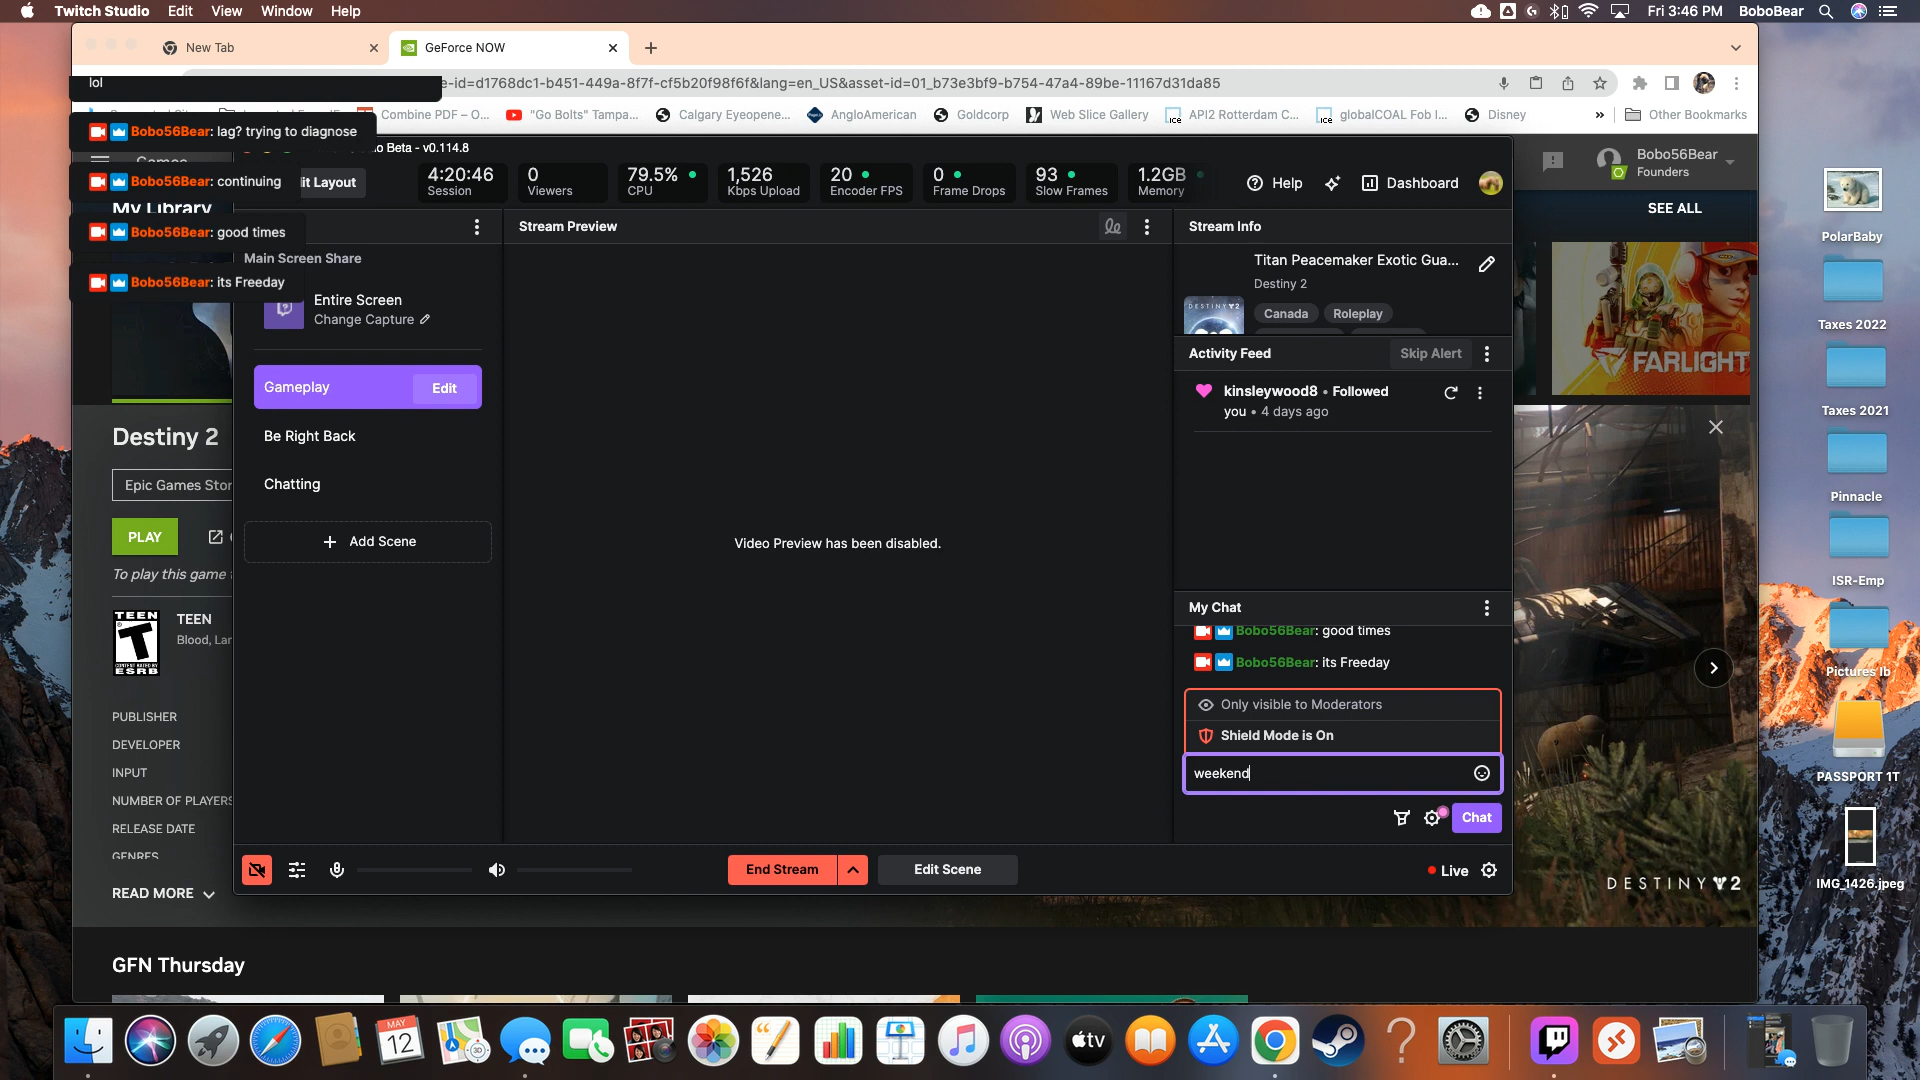 Twitch Studio Edit View Window Help
Fri 3:46 PM BoboBear
New Tab
GeForce NOW
lol
e-id=d1768dc1-b451-449a-8f7f-cf5b20f98f6f&lang=en_US&asset-id=01_b73e3bf9-b754-47a4-89be-11167d31da85
Combine PDF – O...
"Go Bolts" Tampa...
Calgary Eyeopene...
AngloAmerican
Goldcorp
Web Slice Gallery
API2 Rotterdam C...
globalCOAL Fob I...
Disney
»
Other Bookmarks
Bobo56Bear: lag? trying to diagnose
Bobo56Bear: continuing
Bobo56Bear: good times
Bobo56Bear: its Freeday
Games
My Library
o Beta - v0.114.8
it Layout
4:20:46
Session
0
Viewers
79.5%
CPU
1,526
Kbps Upload
20
Encoder FPS
0
Frame Drops
93
Slow Frames
1.2GB
Memory
Help
Dashboard
Bobo56Bear
Founders
SEE ALL
Main Screen Share
Entire Screen
Change Capture
Gameplay
Edit
Be Right Back
Chatting
Add Scene
Stream Preview
Video Preview has been disabled.
Stream Info
Titan Peacemaker Exotic Gua...
Destiny 2
DESTINY 2
Canada
Roleplay
Activity Feed
Skip Alert
kinsleywood8 • Followed
you • 4 days ago
My Chat
Bobo56Bear: good times
Bobo56Bear: its Freeday
Only visible to Moderators
Shield Mode is On
weekend
Chat
End Stream
Edit Scene
Live
Destiny 2
Epic Games Stor
PLAY
To play this game
TEEN
T
CONTENT RATED BY
ESRB
TEEN
Blood, Lan
PUBLISHER
DEVELOPER
INPUT
NUMBER OF PLAYERS
RELEASE DATE
GENRES
READ MORE
FARLIGHT
DESTINY 2
GFN Thursday
PolarBaby
Taxes 2022
Taxes 2021
Pinnacle
ISR-Emp
Pictures lb
PASSPORT 1T
IMG_1426.jpeg
MAY
12
3D
tv